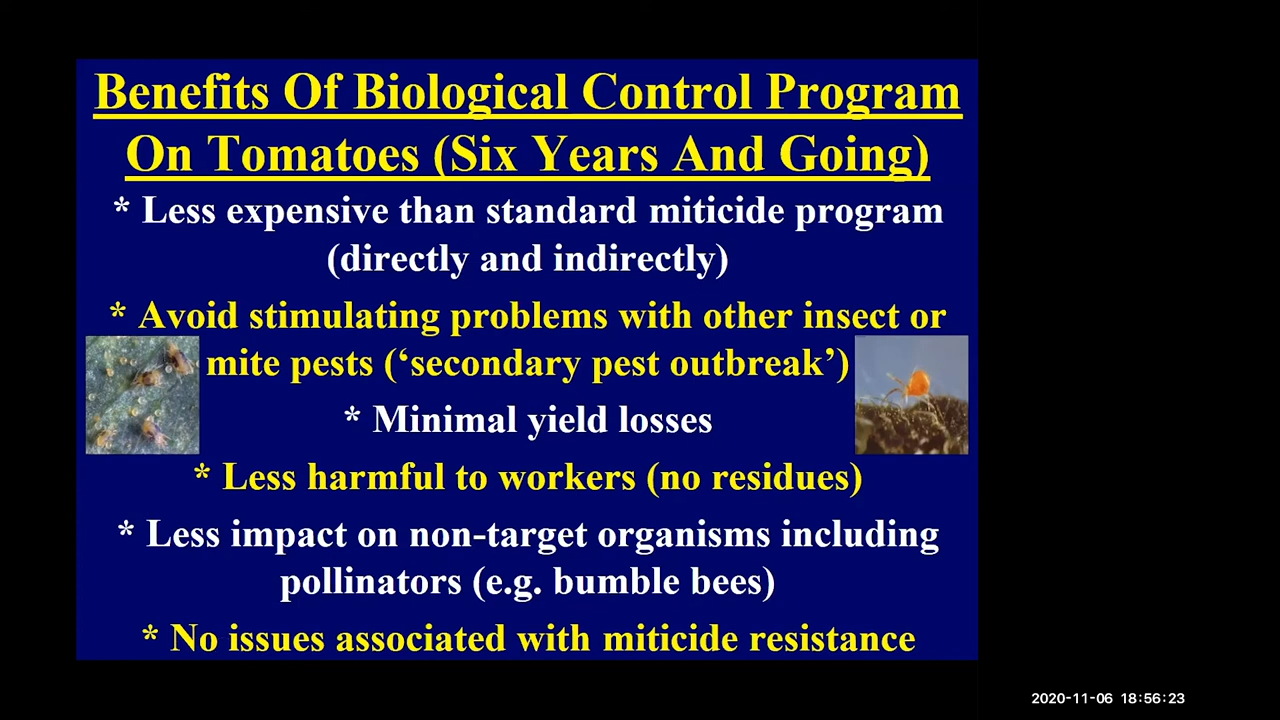 Benefits Of Biological Control Program
On Tomatoes (Six Years And Going)
* Less expensive than standard miticide program
(directly and indirectly)
* Avoid stimulating problems with other insect or
mite pests (‘secondary pest outbreak’)
* Minimal yield losses
* Less harmful to workers (no residues)
* Less impact on non-target organisms including
pollinators (e.g. bumble bees)
* No issues associated with miticide resistance
2020-11-06 18:56:23